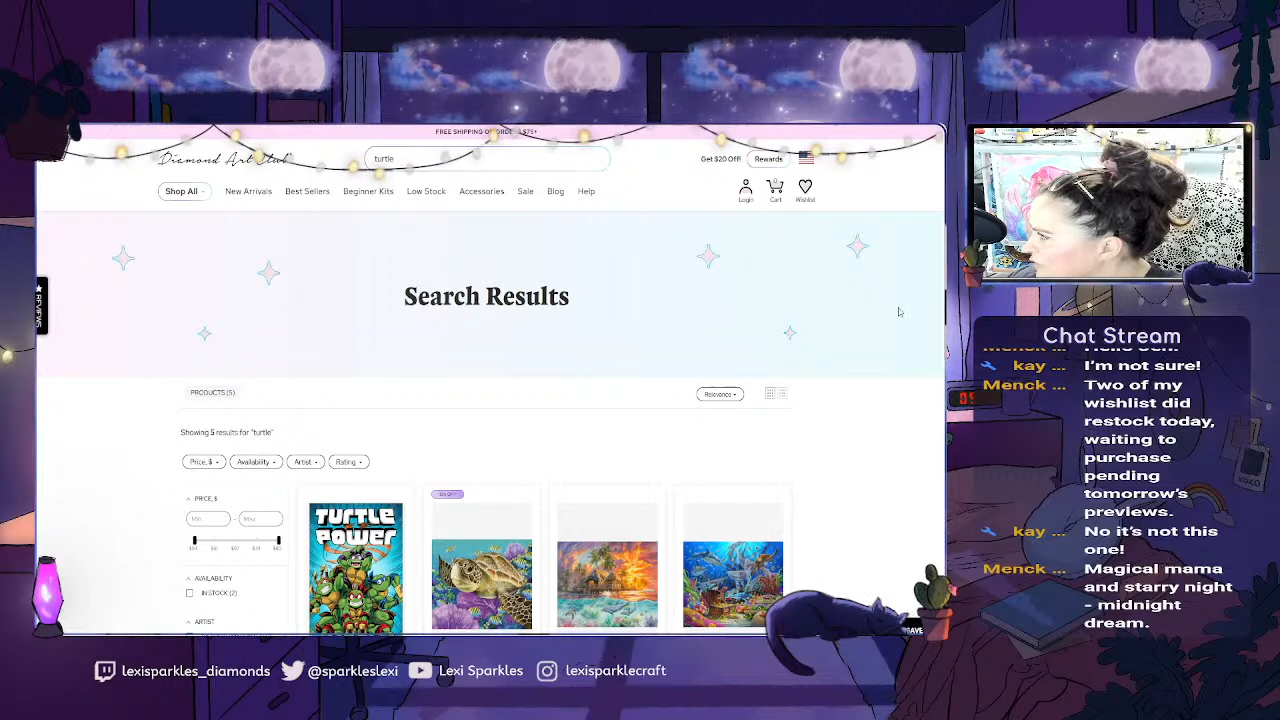 FREE SHIPPING ON ORDERS $75+
Diamond Art Club
turtle
Get $20 Off!
Rewards
Shop All
New Arrivals
Best Sellers
Beginner Kits
Low Stock
Accessories
Sale
Blog
Help
Login
Cart
Wishlist
★ REVIEWS
Search Results
PRODUCTS (5)
Relevance
Showing 5 results for "turtle"
Price, $
Availability
Artist
Rating
PRICE, $
Min
Max
AVAILABILITY
IN STOCK (2)
ARTIST
TURTLE
POWER
SAVE
Chat Stream
kay ...
I'm not sure!
Menck ...
Two of my
wishlist did
restock today,
waiting to
purchase
pending
tomorrow's
previews.
kay ...
No it's not this
one!
Menck ...
Magical mama
and starry night
- midnight
dream.
XOXO
lexisparkles_diamonds
@sparkleslexi
Lexi Sparkles
lexisparklecraft